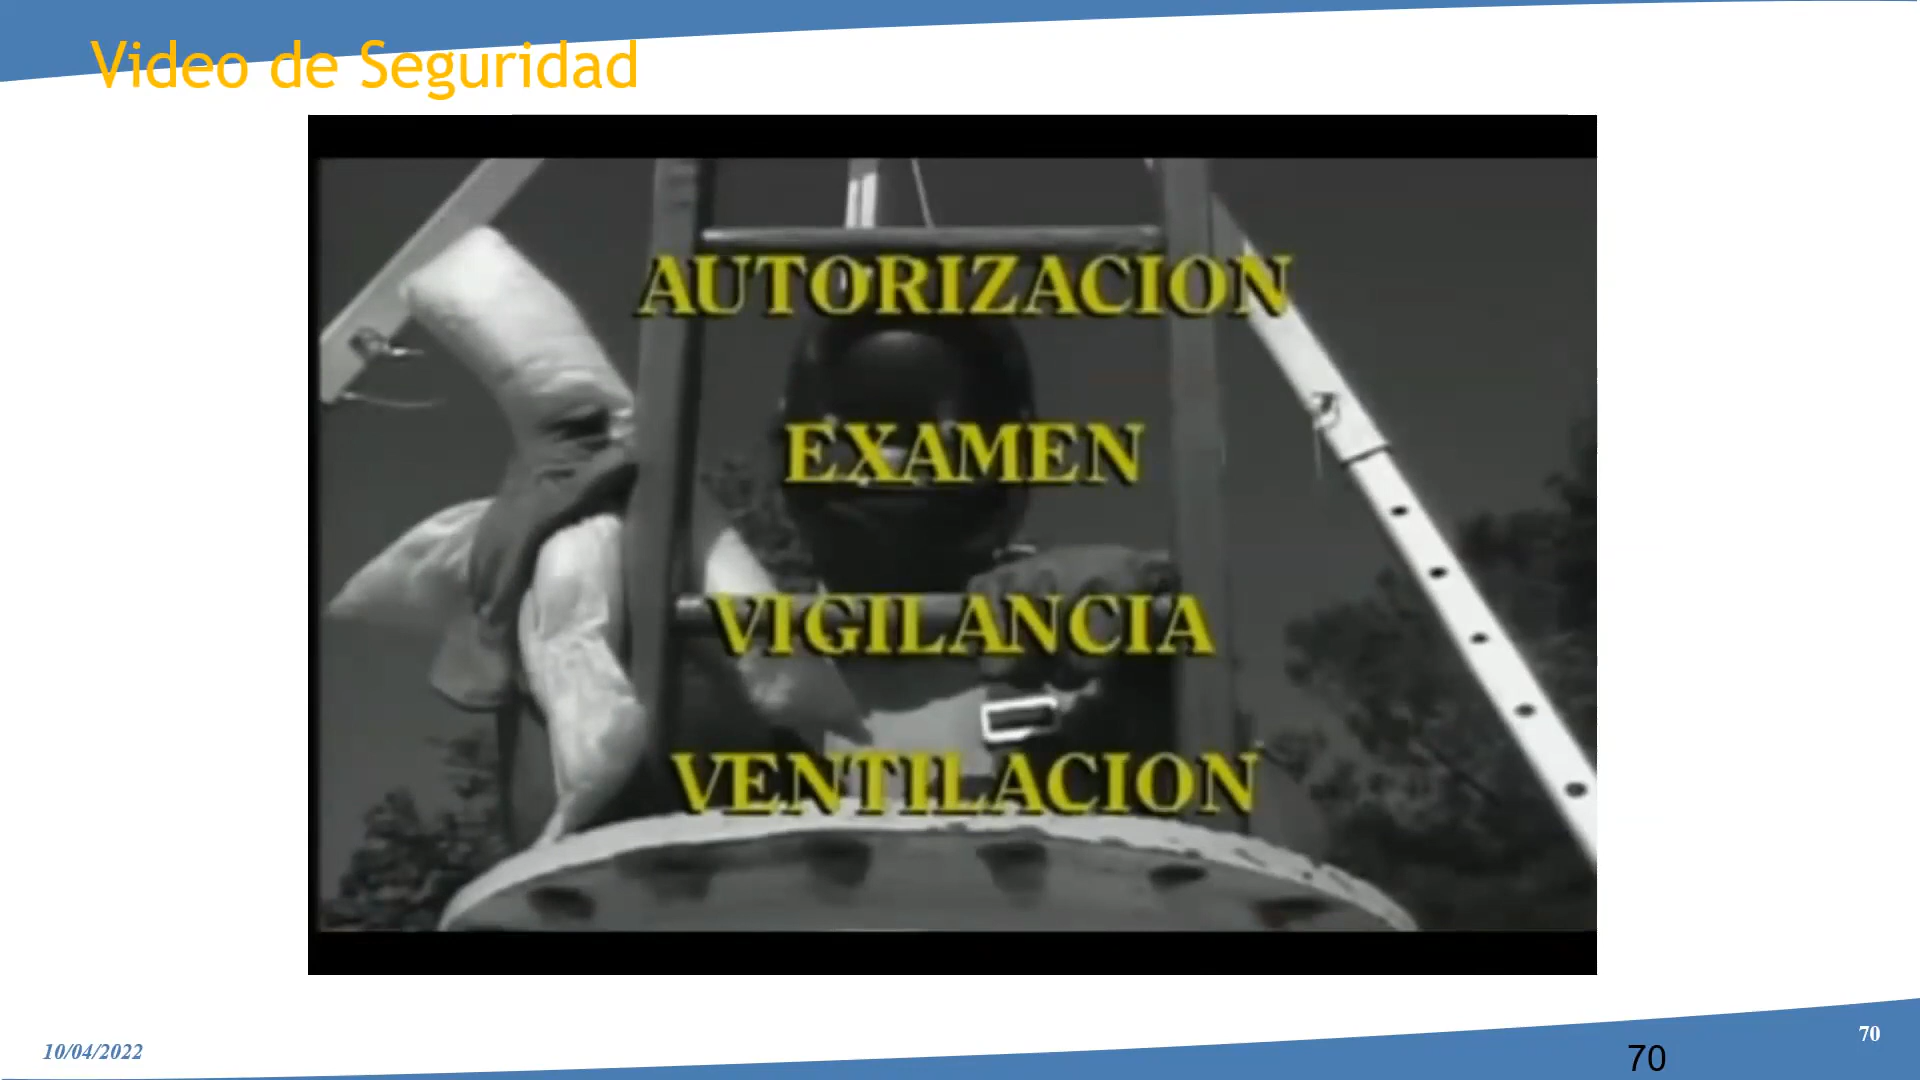 Video de Seguridad
AUTORIZACION
EXAMEN
VIGILANCIA
VENTILACION
10/04/2022
70
70